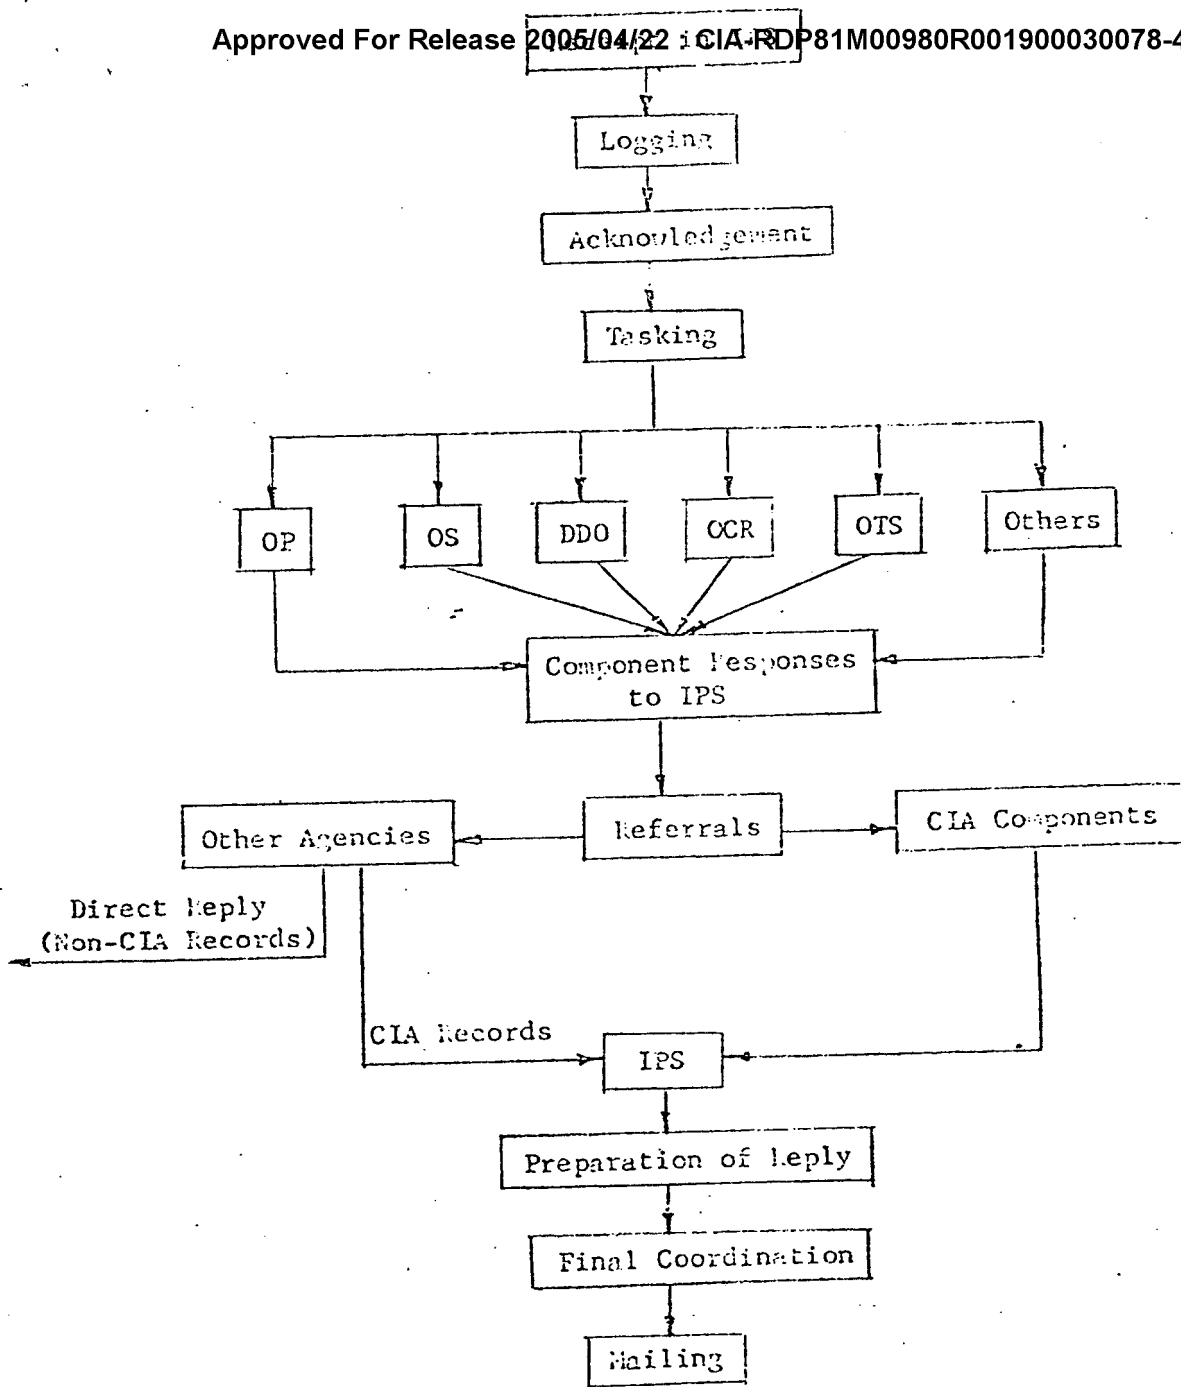 Approved For Release 2005/04/22 : CIA-RDP81M00980R001900030078-4
Logging
Acknowledgement
Tasking
OP
OS
DDO
OCR
OTS
Others
Component Responses
to IPS
Other Agencies
Referrals
CIA Components
Direct Reply
(Non-CIA Records)
CIA Records
IPS
Preparation of Reply
Final Coordination
Mailing